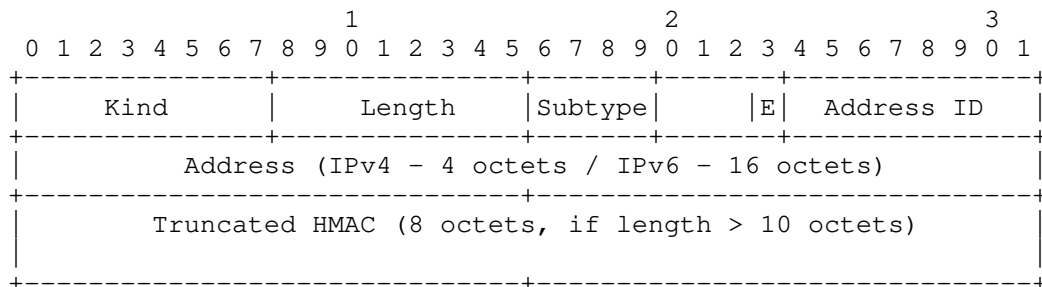 1                   2                   3
 0 1 2 3 4 5 6 7 8 9 0 1 2 3 4 5 6 7 8 9 0 1 2 3 4 5 6 7 8 9 0 1
+---------------+---------------+-------+-------+---------------+
|     Kind      |     Length    |Subtype|     |E|  Address ID   |
+---------------+---------------+-------+-------+---------------+
|          Address (IPv4 - 4 octets / IPv6 - 16 octets)         |
+-------------------------------+-------------------------------+
|        Truncated HMAC (8 octets, if length > 10 octets)       |
|                                                               |
+-------------------------------+-------------------------------+